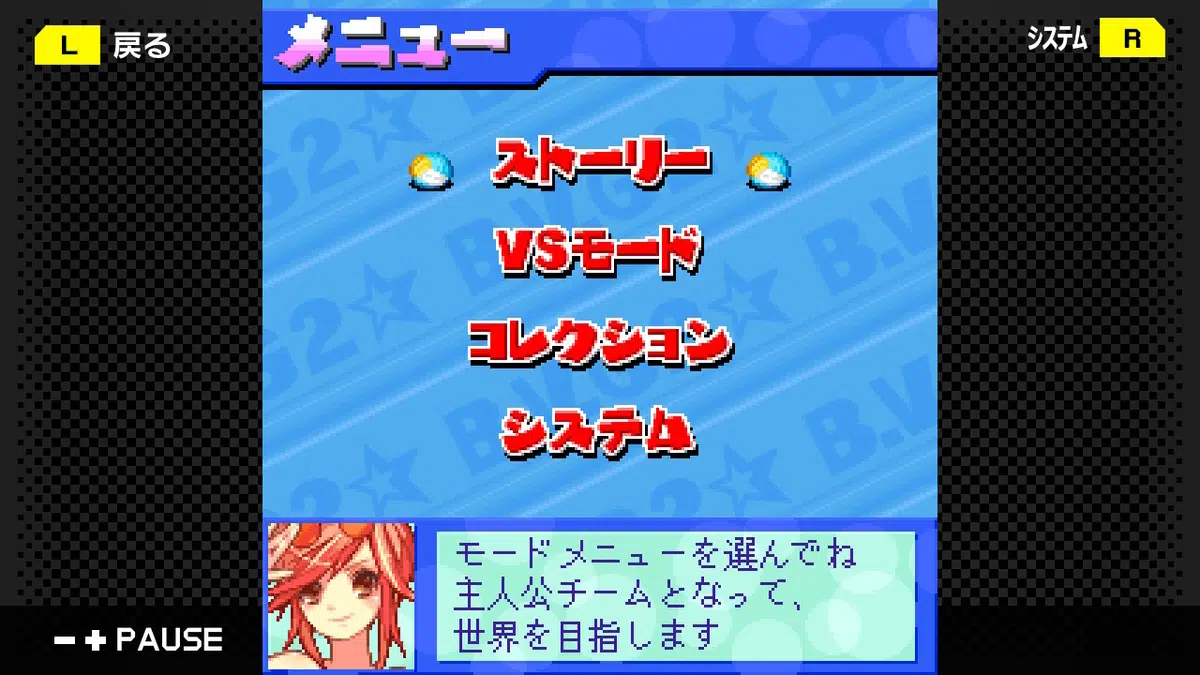 L 戻る
システム R
メニュー
ストーリー
VSモード
コレクション
システム
モードメニューを選んでね
主人公チームとなって、
世界を目指します
PAUSE
B.V.G2☆